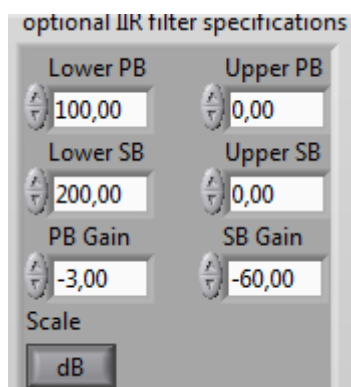 optional IIR filter specifications
Lower PB Upper PB
100,00 0,00
Lower SB Upper SB
200,00 0,00
PB Gain SB Gain
-3,00 -60,00
Scale
dB